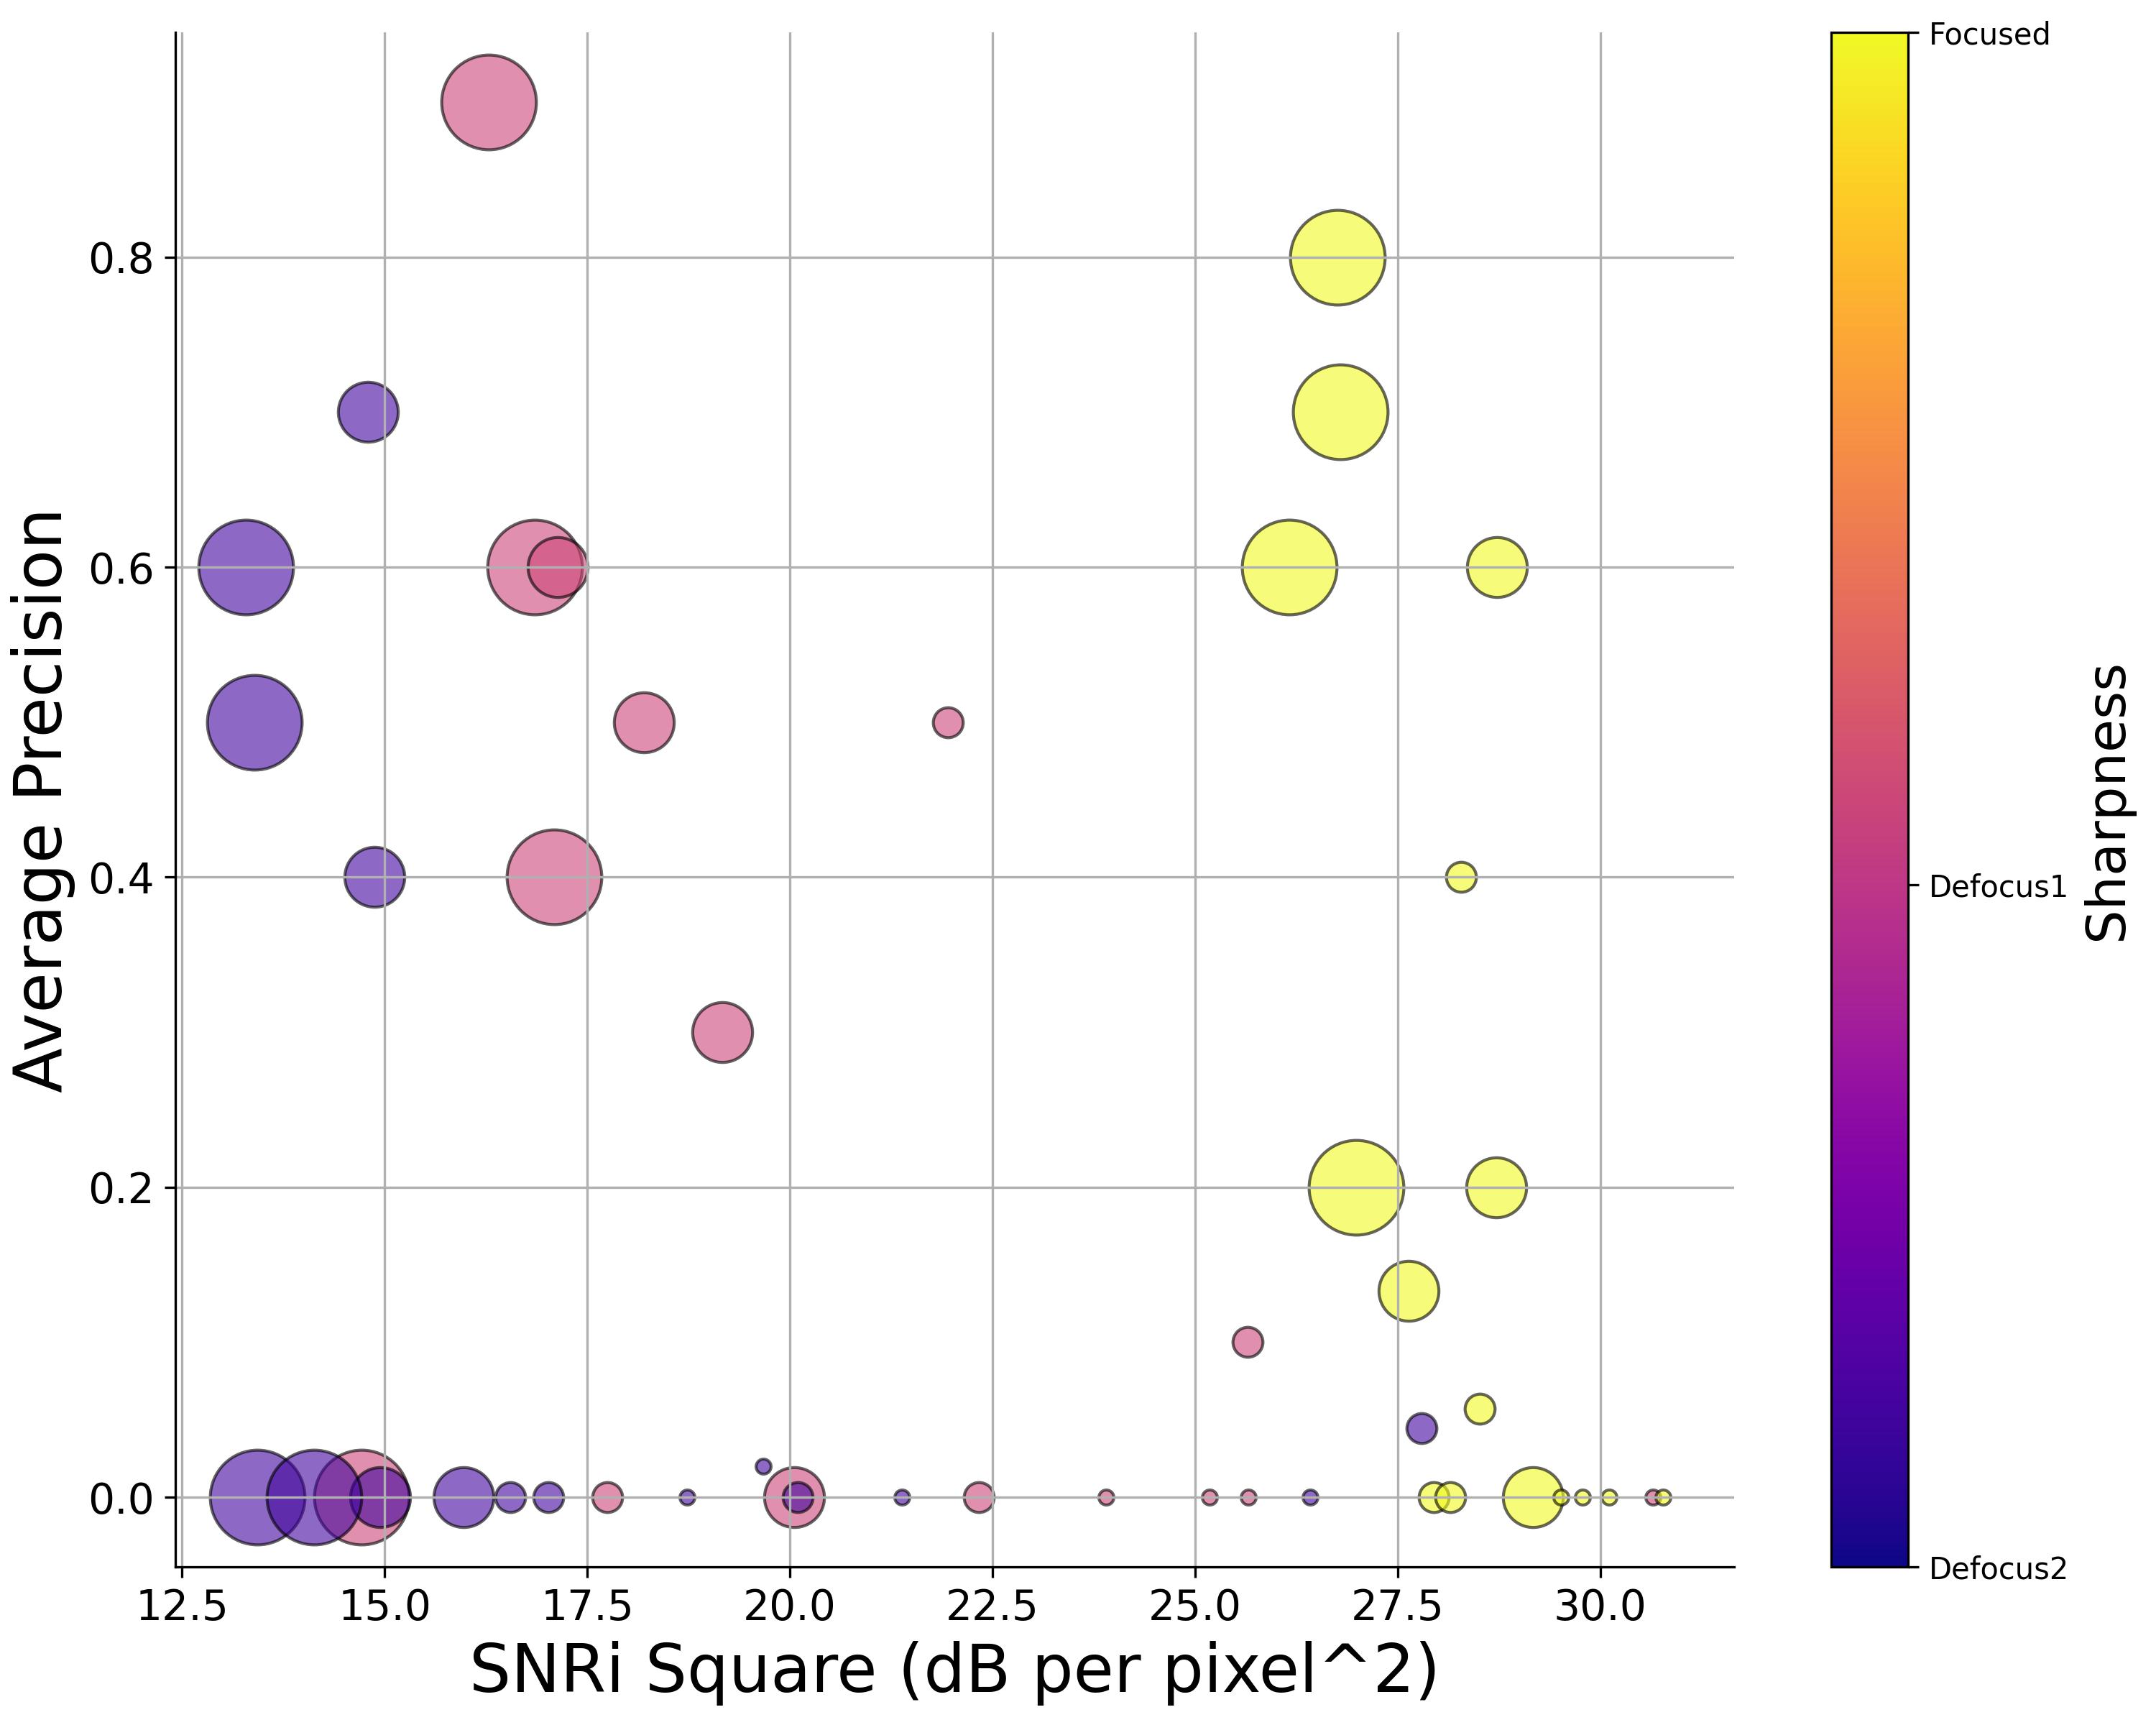 Average Precision
0.8
0.6
0.4
0.2
0.0
12.5 15.0 17.5 20.0 22.5 25.0 27.5 30.0
SNRi Square (dB per pixel^2)
Focused
Defocus1
Defocus2
Sharpness